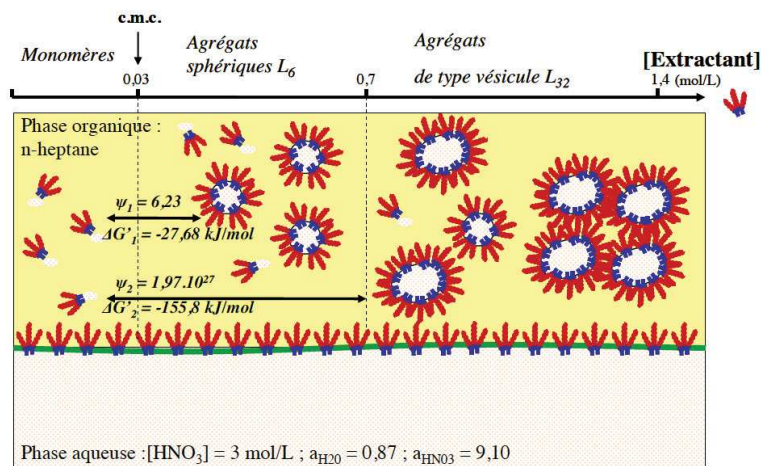 c.m.c.
Monomères
Agrégats
sphériques L6
Agrégats
de type vésicule L32
[Extractant]
0,03
0,7
1,4 (mol/L)
Phase organique :
n-heptane
ψ1 = 6,23
ΔG'1 = -27,68 kJ/mol
ψ2 = 1,97.10^27
ΔG'2 = -155,8 kJ/mol
Phase aqueuse :[HNO3] = 3 mol/L ; aH20 = 0,87 ; aHN03 = 9,10